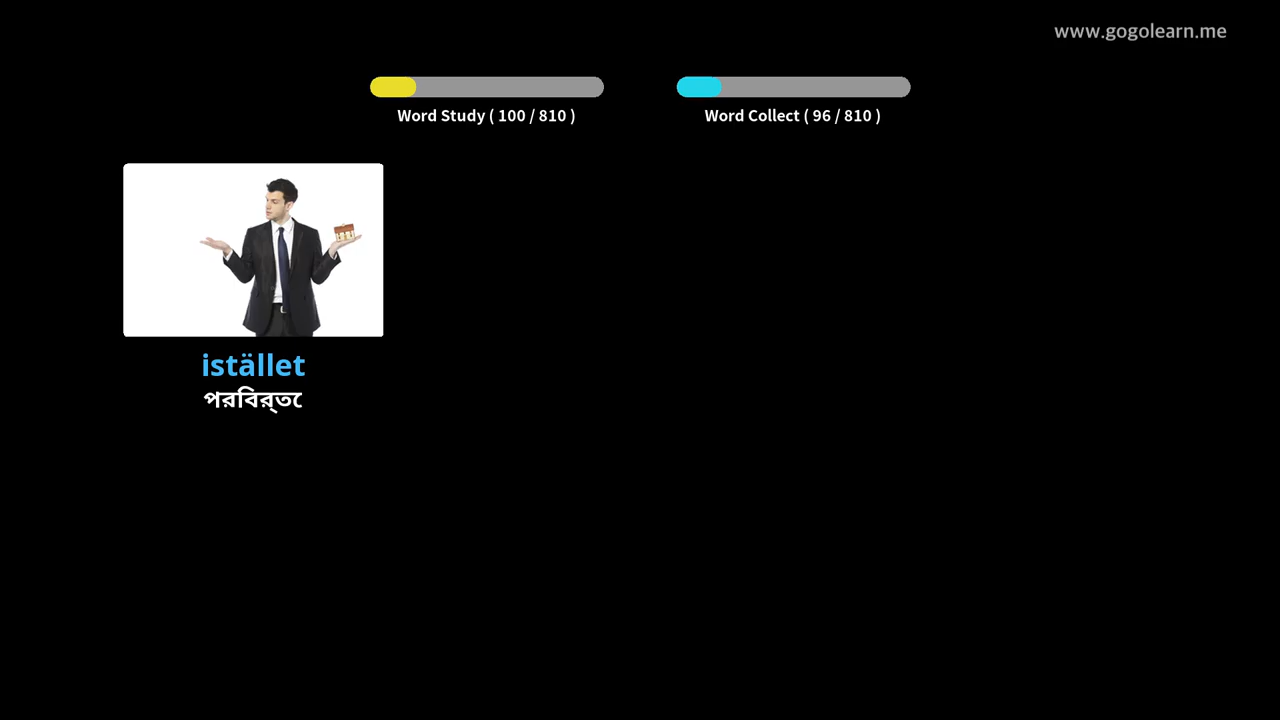 www.gogolearn.me
Word Study ( 100 / 810 )
Word Collect ( 96 / 810 )
istället
পরিবর্তে